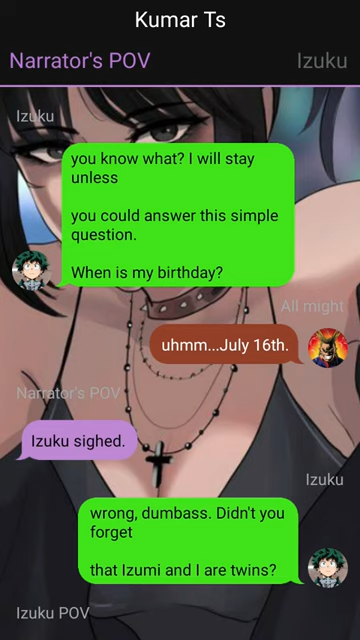 Kumar Ts
Narrator's POV
Izuku
Izuku
you know what? I will stay
unless
you could answer this simple
question.
When is my birthday?
All might
uhmm...July 16th.
Narrator's POV
Izuku sighed.
Izuku
wrong, dumbass. Didn't you
forget
that Izumi and I are twins?
Izuku POV